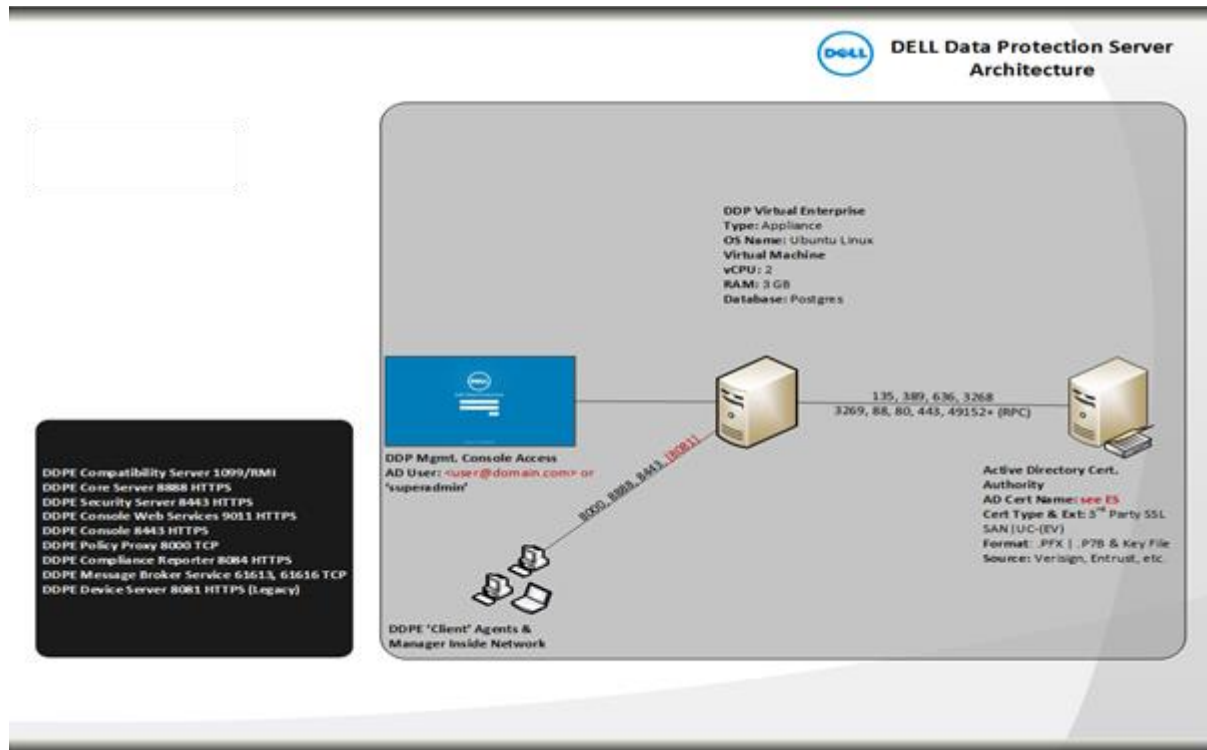 DELL
DELL Data Protection Server
Architecture
DDP Virtual Enterprise
Type: Appliance
OS Name: Ubuntu Linux
Virtual Machine
vCPU: 2
RAM: 3 GB
Database: Postgres
DELL
135, 389, 636, 3268
3269, 88, 80, 443, 49152+ (RPC)
DDP Mgmt. Console Access
AD User: <user@domain.com> or
'superadmin'
8000, 8888, 8443, (8081)
Active Directory Cert.
Authority
AD Cert Name: see ES
Cert Type & Ext: 3rd Party SSL
SAN|UC-(EV)
Format: .PFX | .P7B & Key File
Source: Verisign, Entrust, etc.
DDPE Compatibility Server 1099/RMI
DDPE Core Server 8888 HTTPS
DDPE Security Server 8443 HTTPS
DDPE Console Web Services 9011 HTTPS
DDPE Console 8443 HTTPS
DDPE Policy Proxy 8000 TCP
DDPE Compliance Reporter 8084 HTTPS
DDPE Message Broker Service 61613, 61616 TCP
DDPE Device Server 8081 HTTPS (Legacy)
DDPE 'Client' Agents &
Manager Inside Network